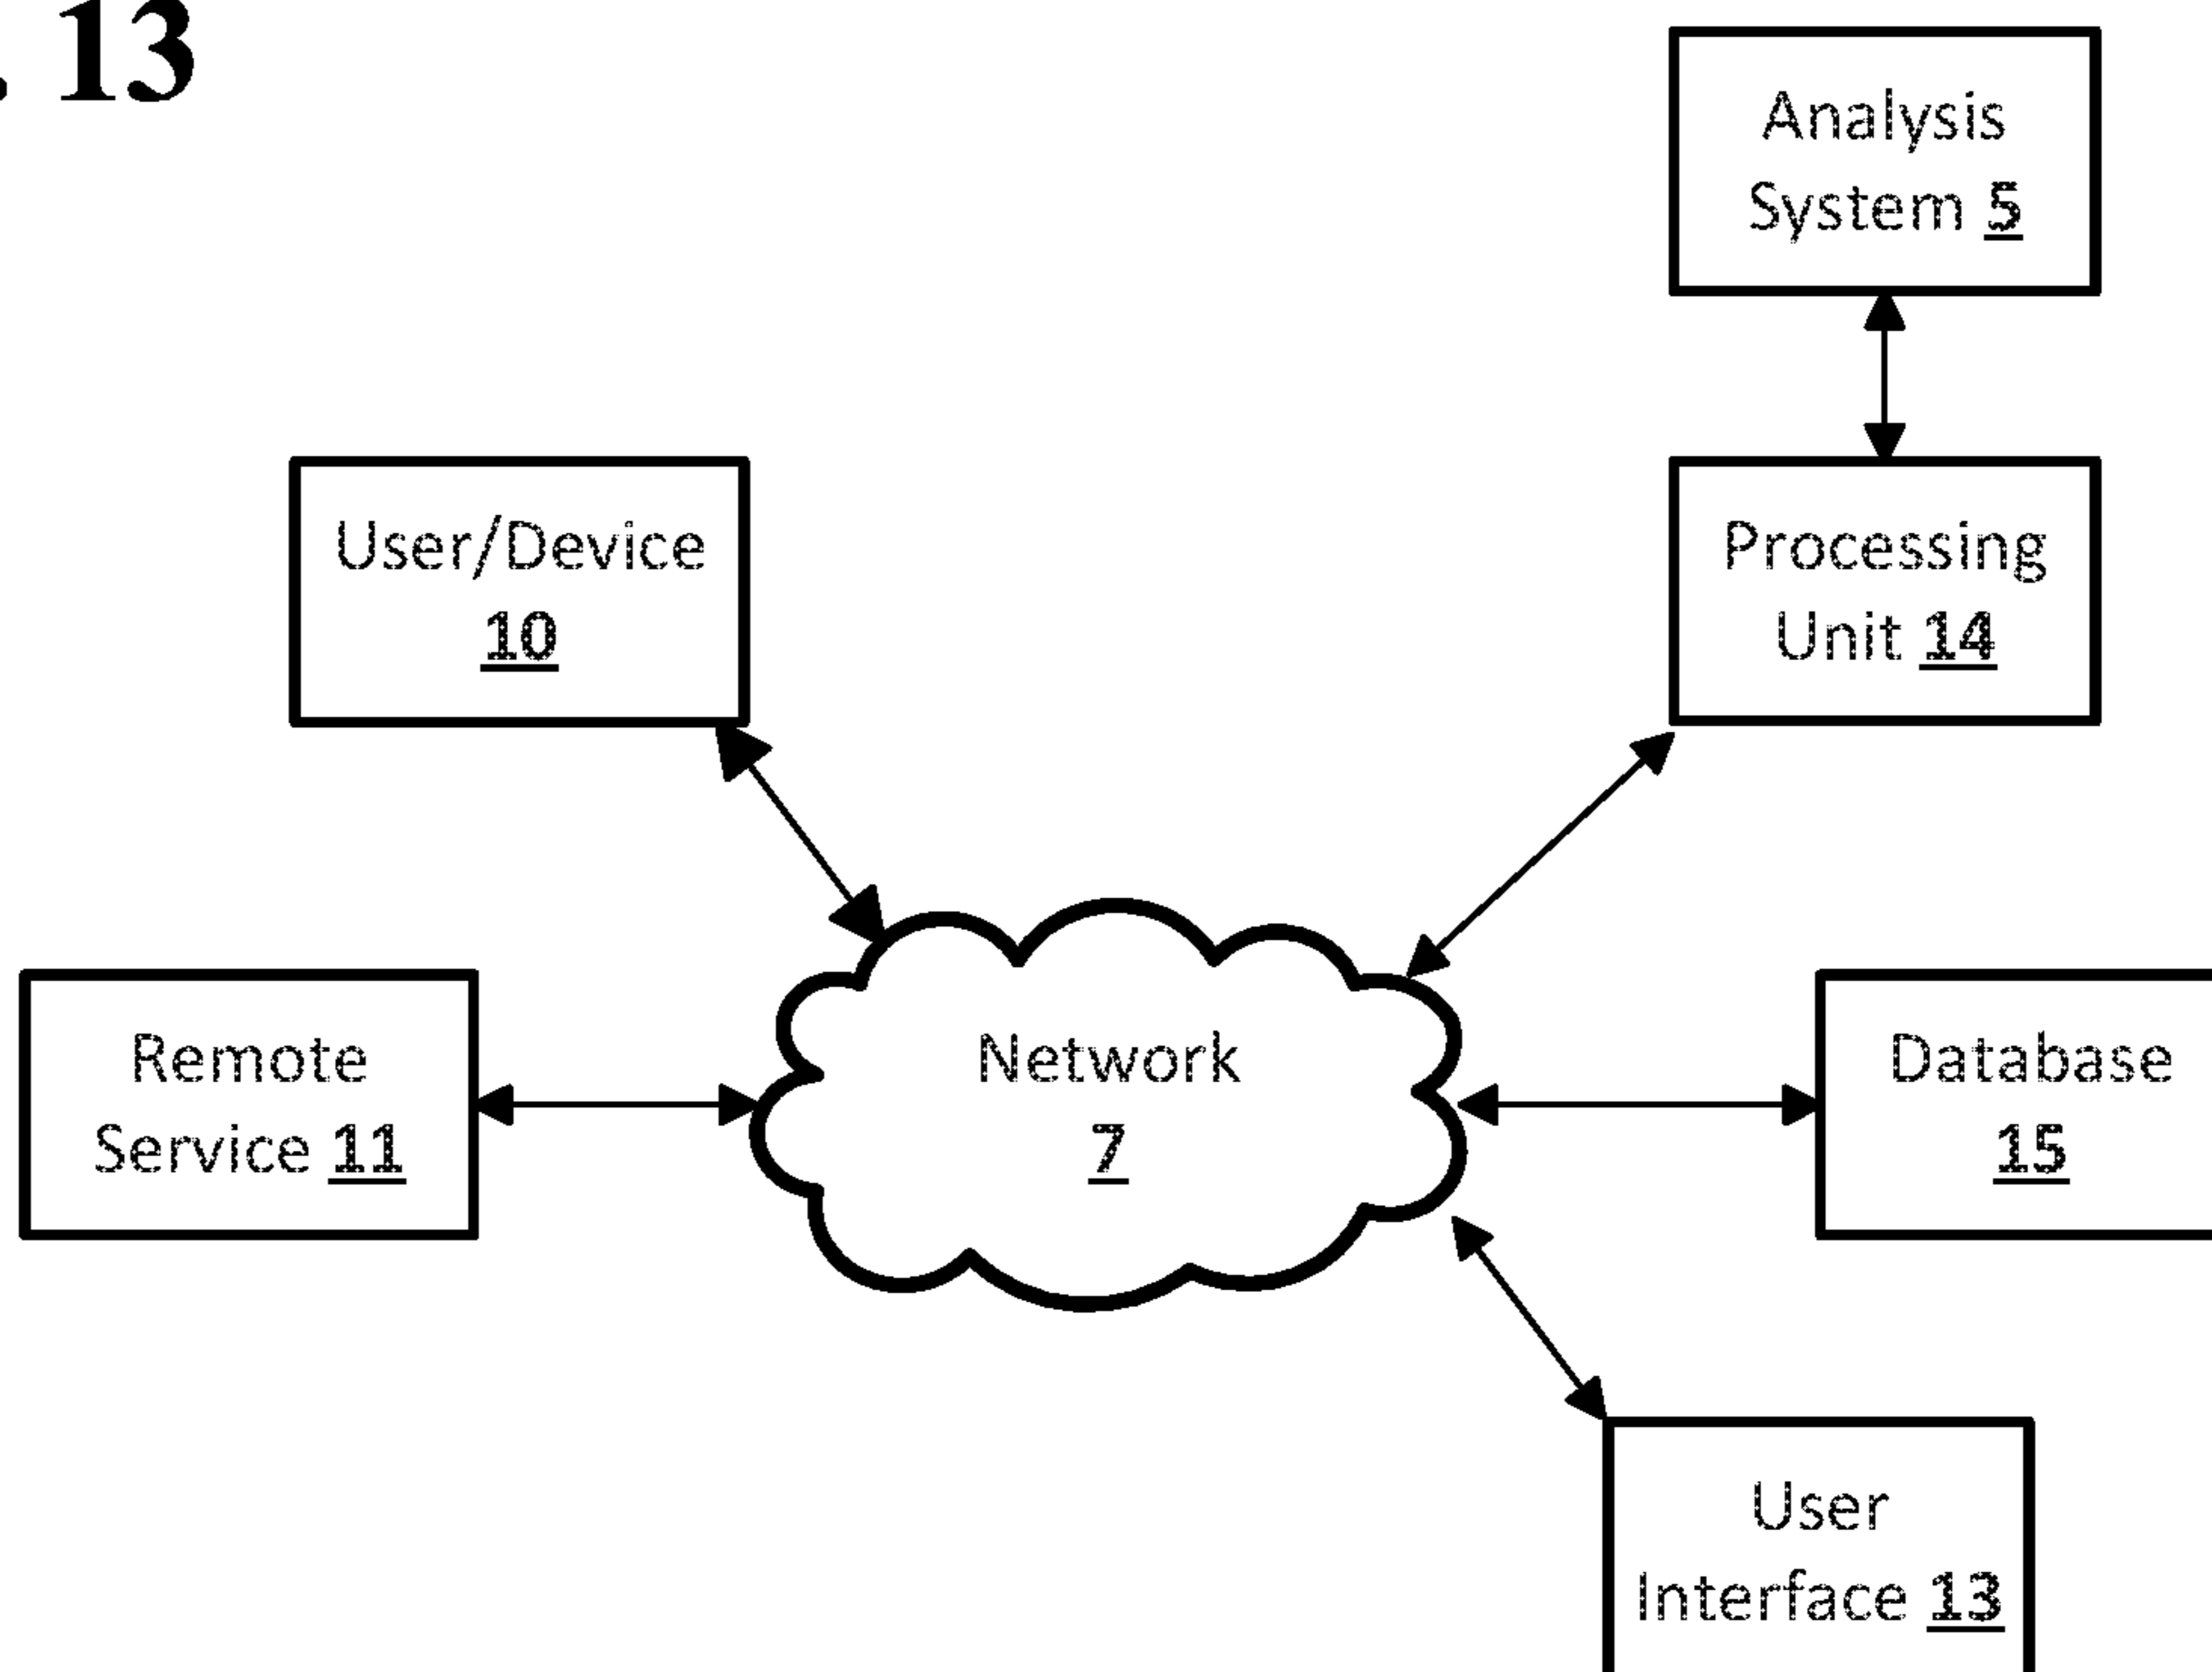 . 13
Analysis
System 5
User/Device
10
Processing
Unit 14
Remote
Service 11
Network
7
Database
15
User
Interface 13